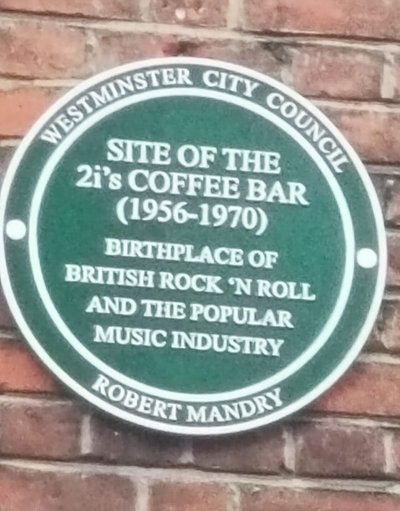 WESTMINSTER CITY COUNCIL
SITE OF THE
2i's COFFEE BAR
(1956-1970)
BIRTHPLACE OF
BRITISH ROCK 'N ROLL
AND THE POPULAR
MUSIC INDUSTRY
ROBERT MANDRY